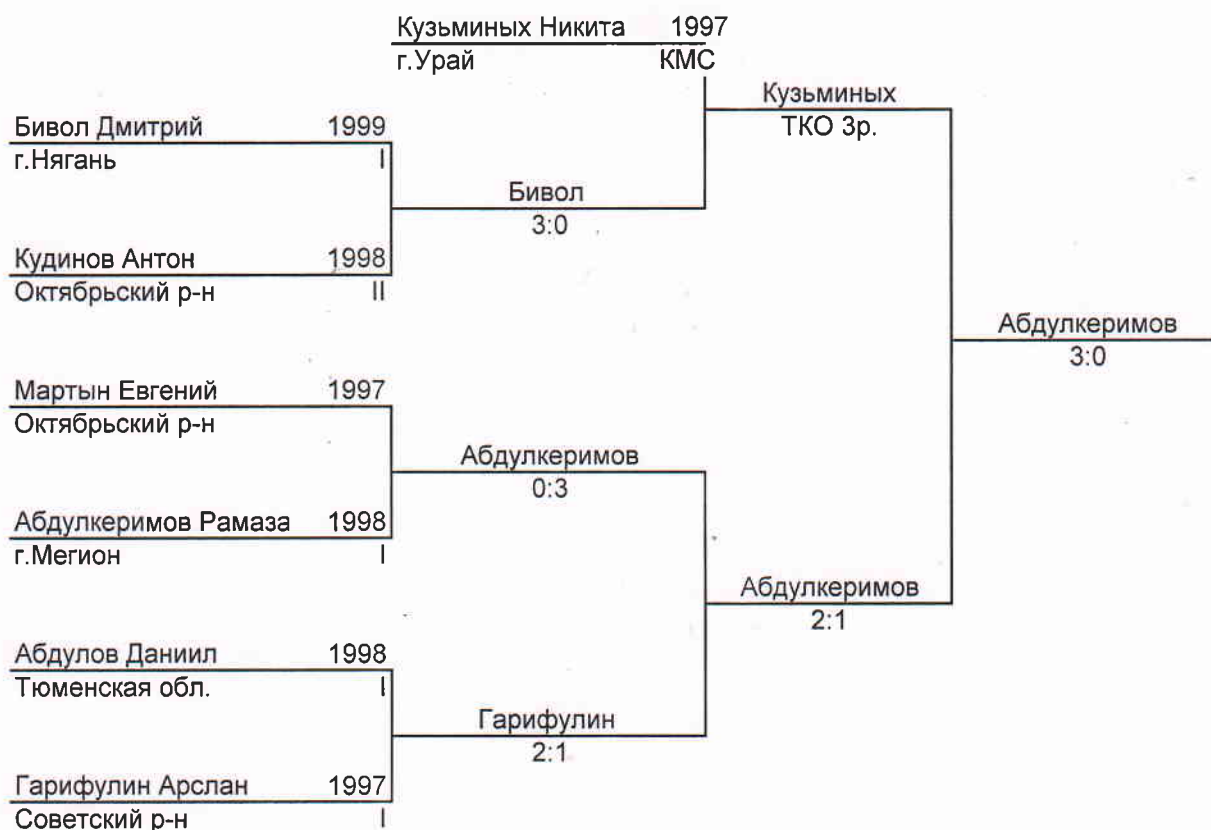 Кузьминых Никита 1997
г.Урай КМС
Кузьминых
ТКО 3р.
Бивол Дмитрий 1999
г.Нягань I
Бивол
3:0
Кудинов Антон 1998
Октябрьский р-н II
Абдулкеримов
3:0
Мартын Евгений 1997
Октябрьский р-н
Абдулкеримов
0:3
Абдулкеримов Рамаза 1998
г.Мегион I
Абдулкеримов
2:1
Абдулов Даниил 1998
Тюменская обл. I
Гарифулин
2:1
Гарифулин Арслан 1997
Советский р-н I